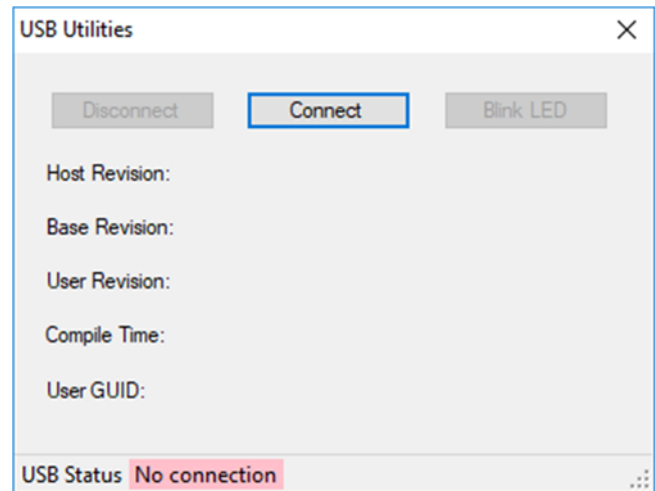 USB Utilities
Disconnect Connect Blink LED
Host Revision:
Base Revision:
User Revision:
Compile Time:
User GUID:
USB Status No connection